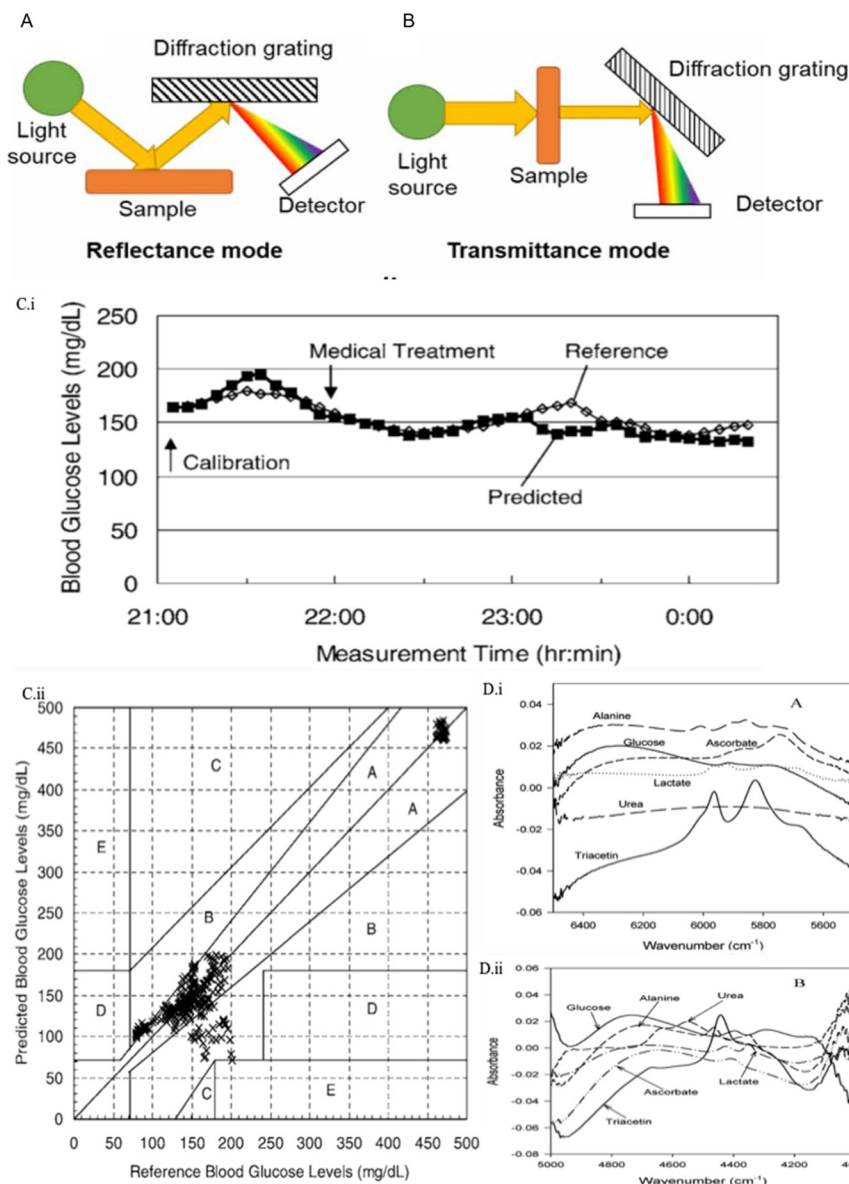 A
B
Diffraction grating
Light
source
Sample
Detector
Reflectance mode
Diffraction grating
Light
source
Sample
Detector
Transmittance mode
C.i
Blood Glucose Levels (mg/dL)
250
200
150
100
50
0
Medical Treatment
Reference
Calibration
Predicted
21:00 22:00 23:00 0:00
Measurement Time (hr:min)
C.ii
Predicted Blood Glucose Levels (mg/dL)
500
450
400
350
300
250
200
150
100
50
0
C
A
A
E
B
B
D
D
C
E
0 50 100 150 200 250 300 350 400 450 500
Reference Blood Glucose Levels (mg/dL)
D.i
A
Absorbance
0.04
0.02
0.00
-0.02
-0.04
-0.06
Alanine
Glucose
Ascorbate
Lactate
Urea
Triacetin
6400 6200 6000 5800 5600
Wavenumber (cm⁻¹)
D.ii
B
Absorbance
0.06
0.04
0.02
0.00
-0.02
-0.04
-0.06
-0.08
Glucose
Alanine
Urea
Ascorbate
Lactate
Triacetin
5000 4800 4600 4400 4200
Wavenumber (cm⁻¹)